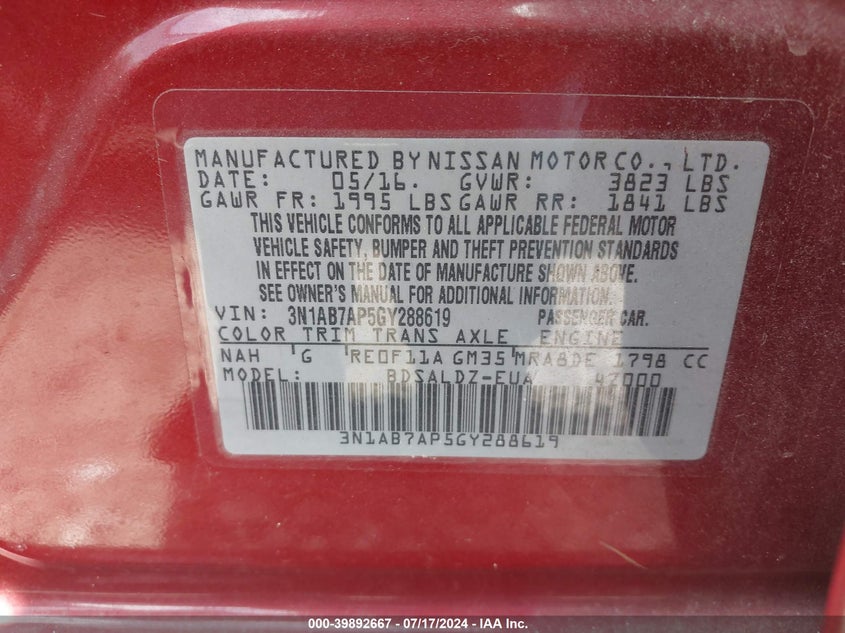 MANUFACTURED BY NISSAN MOTOR CO., LTD.
DATE: 05/16. GVWR: 3823 LBS
GAWR FR: 1995 LBS GAWR RR: 1841 LBS
THIS VEHICLE CONFORMS TO ALL APPLICABLE FEDERAL MOTOR
VEHICLE SAFETY, BUMPER AND THEFT PREVENTION STANDARDS
IN EFFECT ON THE DATE OF MANUFACTURE SHOWN ABOVE.
SEE OWNER'S MANUAL FOR ADDITIONAL INFORMATION.
VIN: 3N1AB7AP5GY288619 PASSENGER CAR.
COLOR TRIM TRANS AXLE ENGINE
NAH G RE0F11A GM35 MRA8DE 1798 CC
MODEL: BDSALDZ-EUA 47000
3N1AB7AP5GY288619
000-39892667 - 07/17/2024 - IAA Inc.